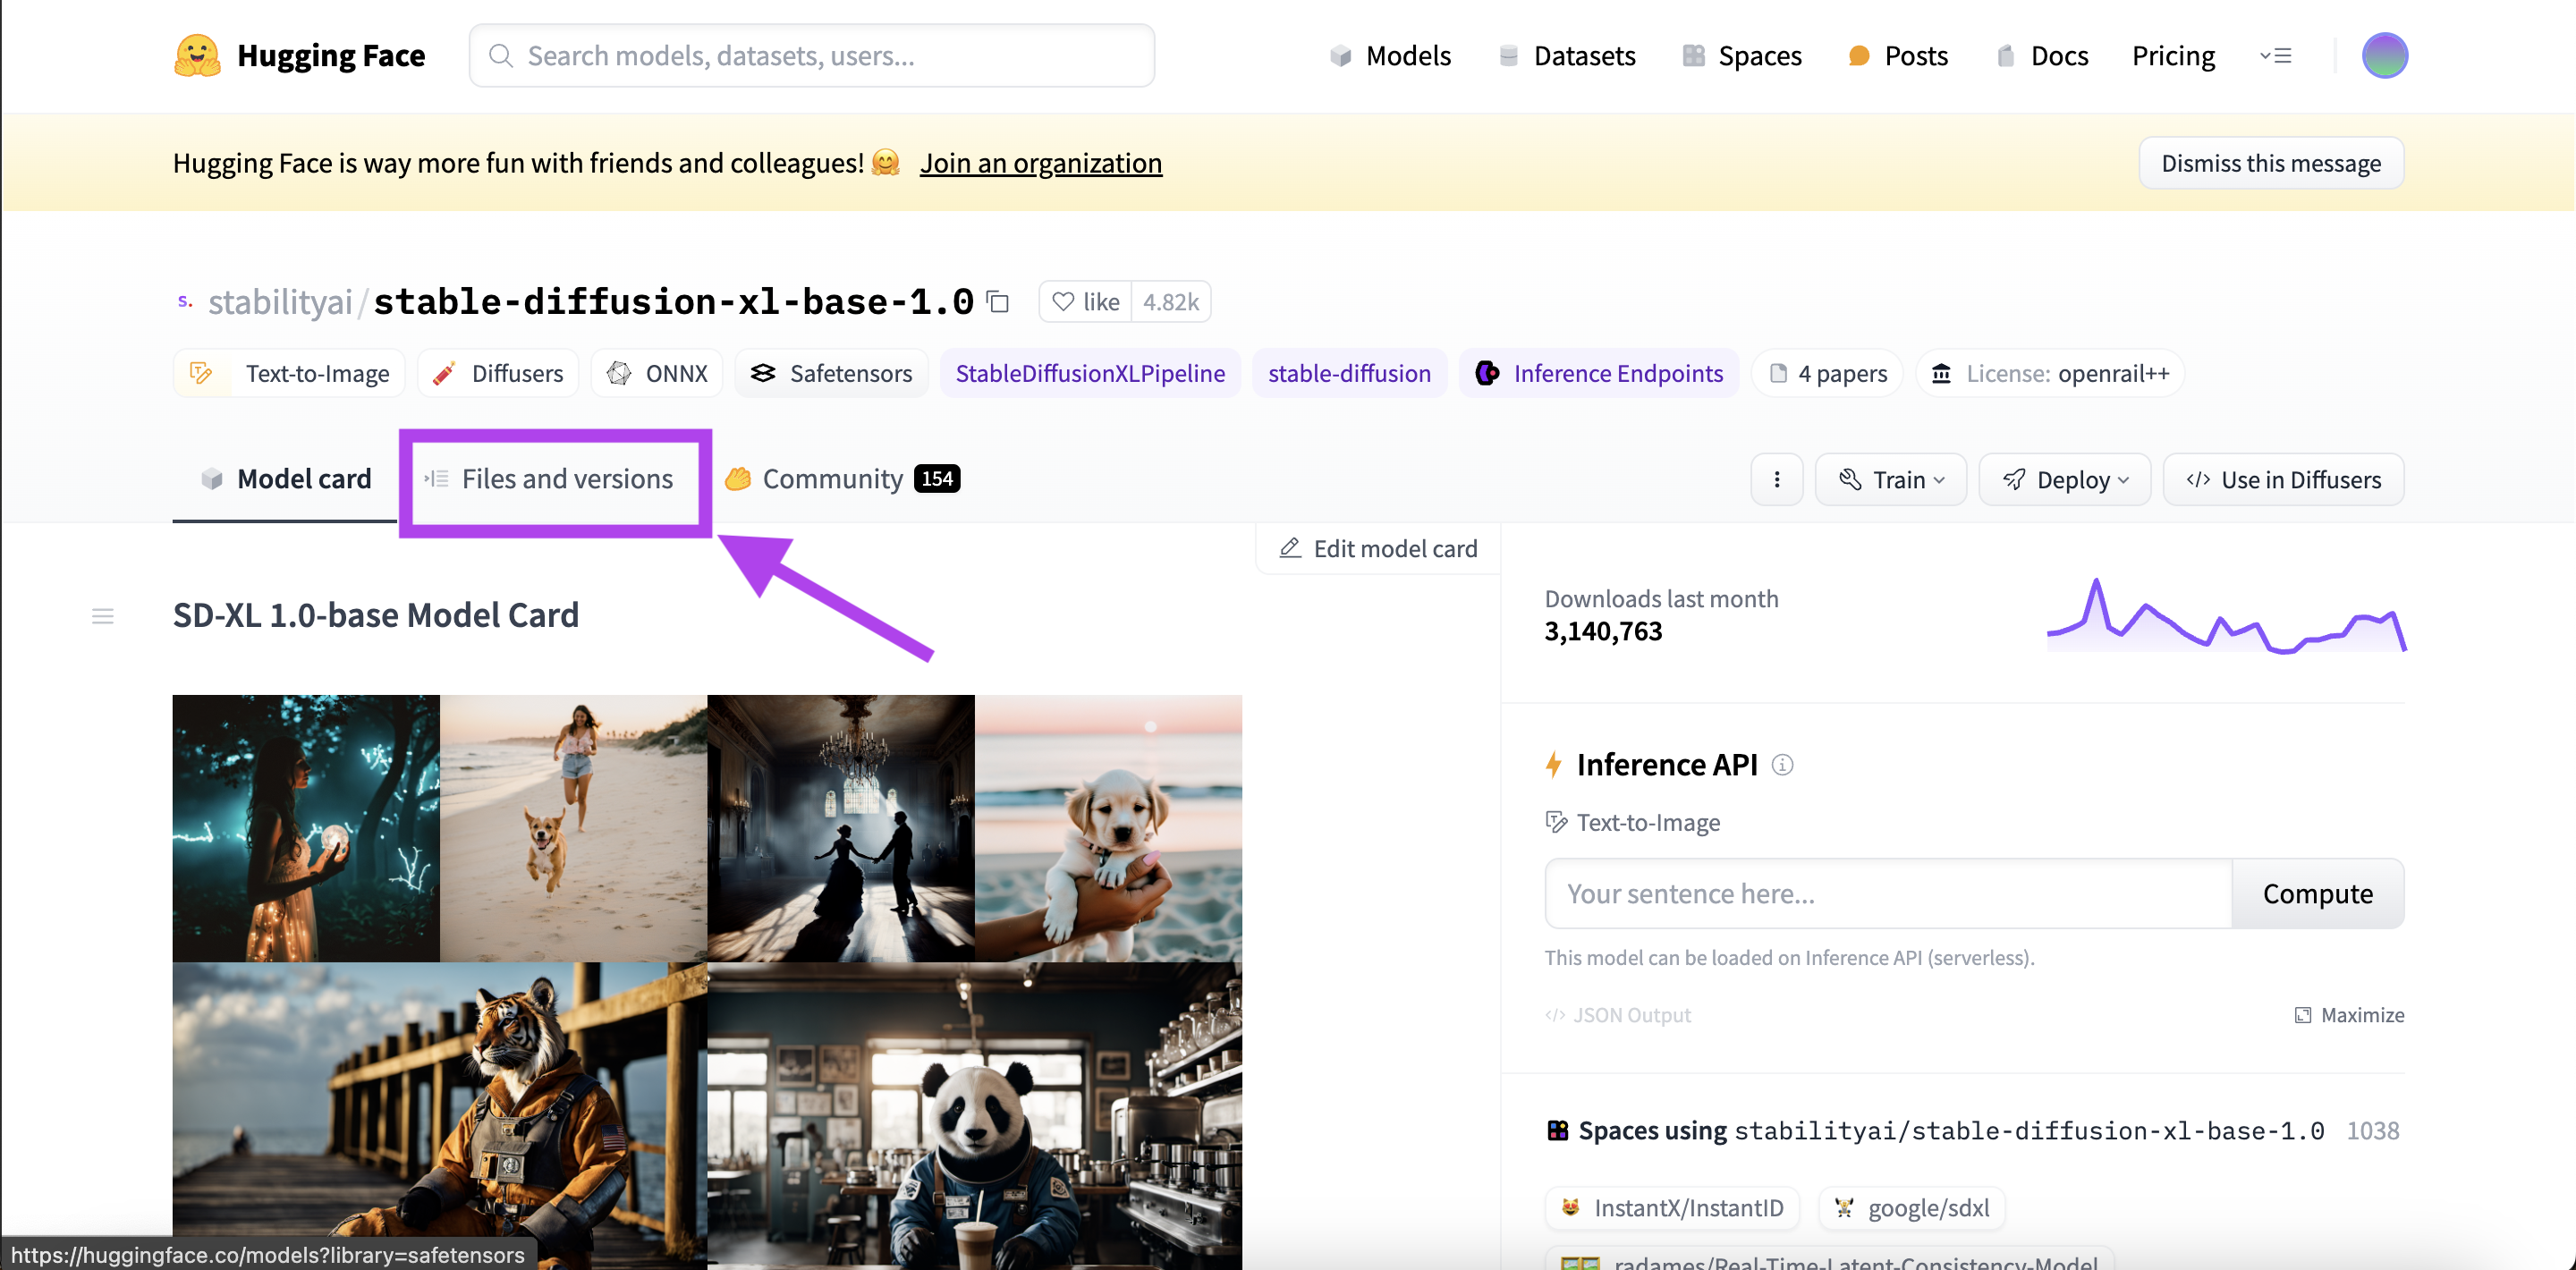 Hugging Face
Search models, datasets, users...
Models
Datasets
Spaces
Posts
Docs
Pricing
Hugging Face is way more fun with friends and colleagues! 🤗 Join an organization
Dismiss this message
s. stabilityai/stable-diffusion-xl-base-1.0
like 4.82k
Text-to-Image
Diffusers
ONNX
Safetensors
StableDiffusionXLPipeline
stable-diffusion
Inference Endpoints
4 papers
License: openrail++
Model card
Files and versions
Community 154
Train
Deploy
</> Use in Diffusers
Edit model card
SD-XL 1.0-base Model Card
Downloads last month
3,140,763
Inference API
Text-to-Image
Your sentence here...
Compute
This model can be loaded on Inference API (serverless).
</> JSON Output
Maximize
Spaces using stabilityai/stable-diffusion-xl-base-1.0 1038
InstantX/InstantID
google/sdxl
radames/Real-Time-Latent-Consistency-Model
https://huggingface.co/models?library=safetensors